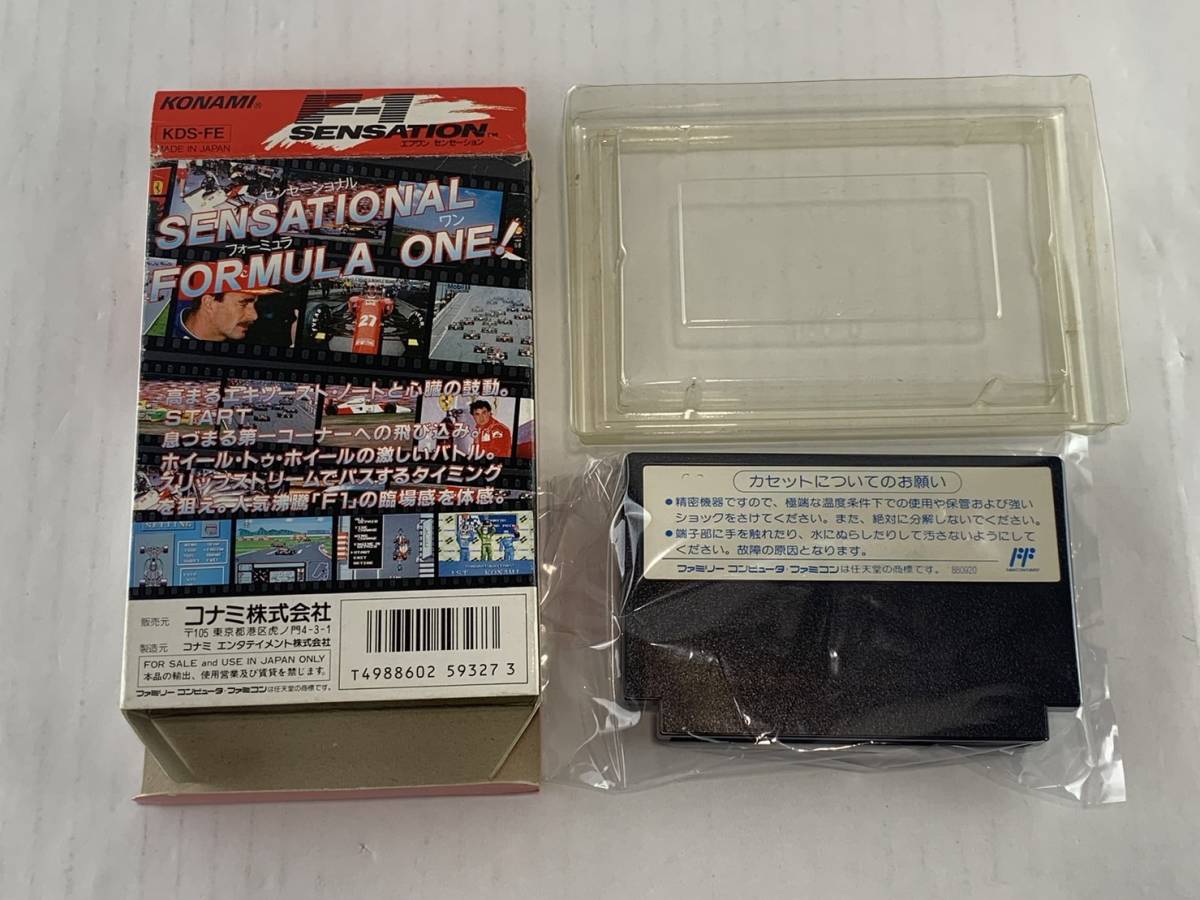 KONAMI®
F-1
SENSATION™
エフワン センセーション
KDS-FE
MADE IN JAPAN
センセーショナル
SENSATIONAL
フォーミュラ ワン
FORMULA ONE!
27
高まるエキゾースト・ノートと心臓の鼓動。
START
息づまる第一コーナーへの飛び込み。
ホイール・トゥ・ホイールの激しいバトル。
スリップストリームでパスするタイミング
を狙え。人気沸騰「F1」の臨場感を体感。
SETTING
1ST KONAMI
販売元 コナミ株式会社
〒105 東京都港区虎ノ門4-3-1
製造元 コナミ エンタテイメント株式会社
FOR SALE and USE IN JAPAN ONLY
本品の輸出、使用営業及び賃貸を禁じます。
ファミリーコンピュータ・ファミコンは任天堂の商標です。
T4988602 59327 3
カセットについてのお願い
●精密機器ですので、極端な温度条件下での使用や保管および強い
ショックをさけてください。また、絶対に分解しないでください。
●端子部に手を触れたり、水にぬらしたりして汚さないようにして
ください。故障の原因となります。
ファミリーコンピュータ・ファミコンは任天堂の商標です。 880920